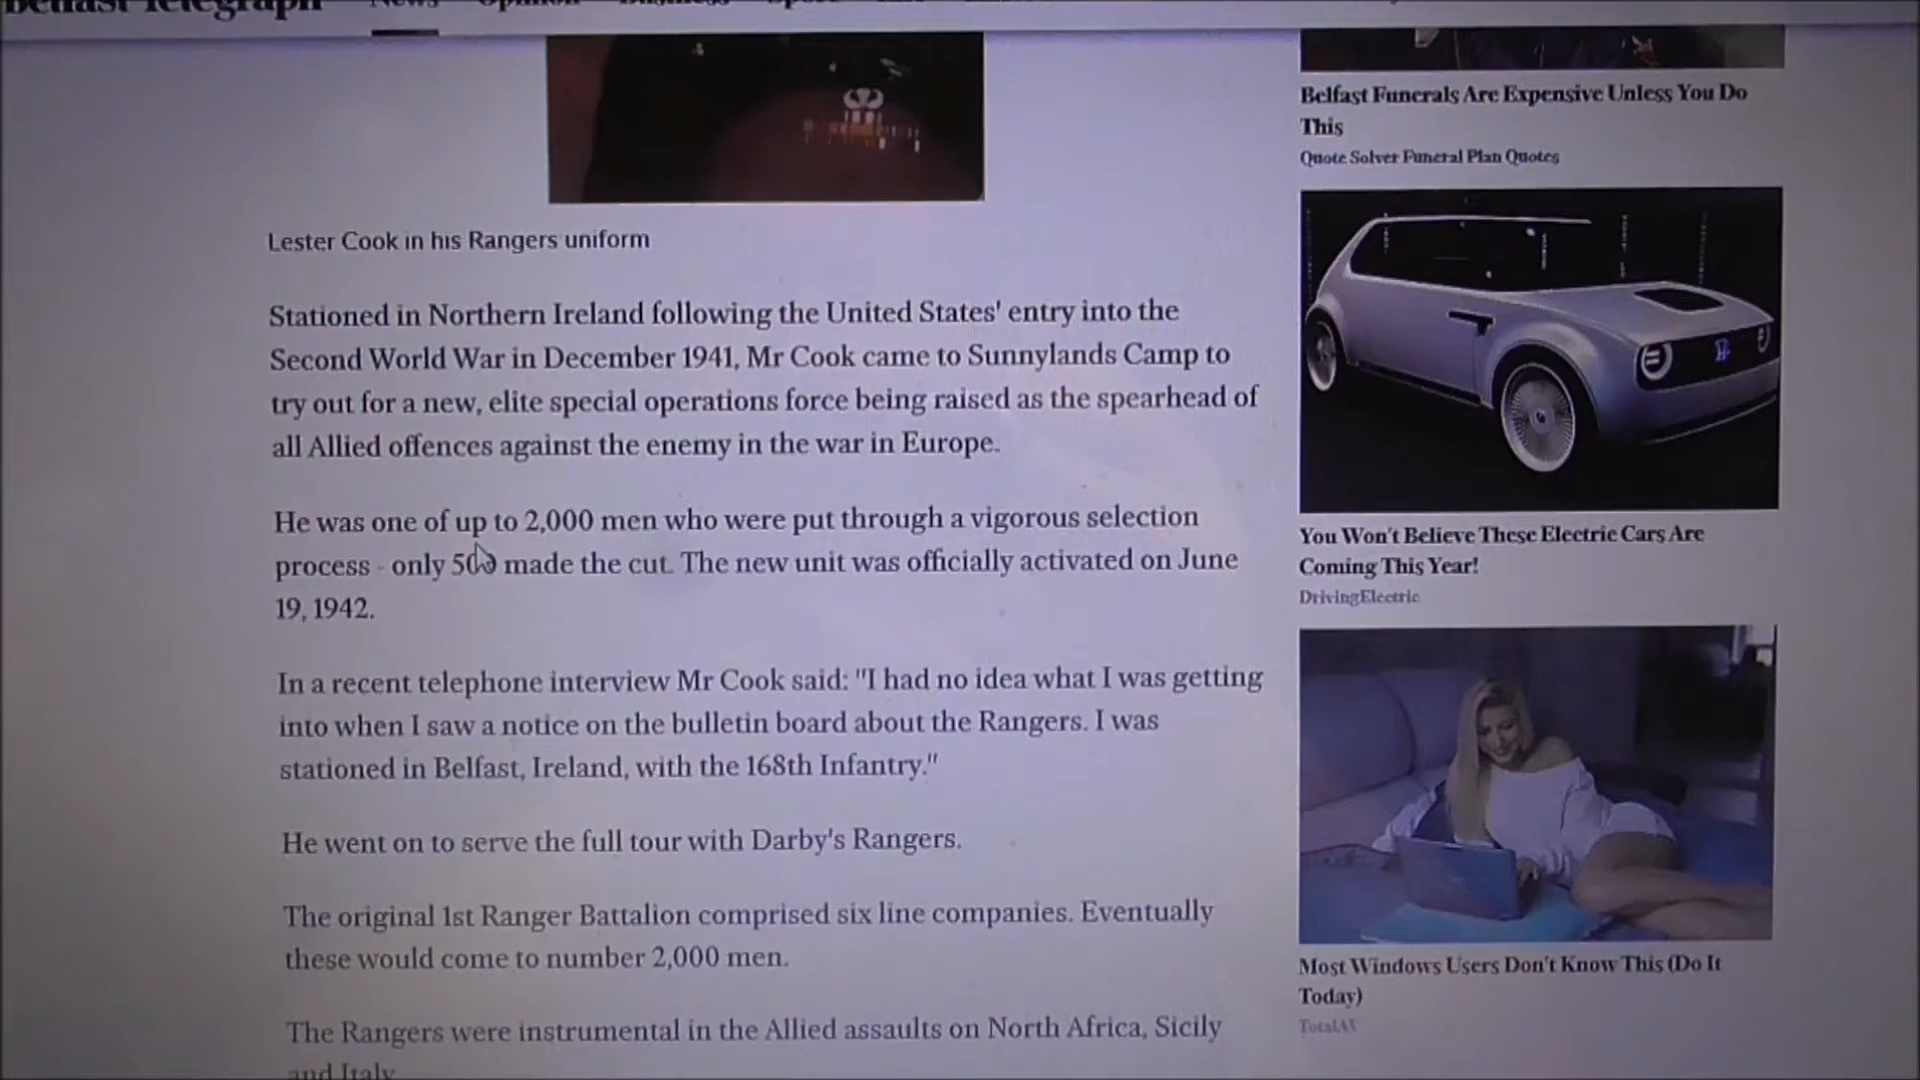 Belfast Telegraph
News Opinion Business Sport
Lester Cook in his Rangers uniform
Stationed in Northern Ireland following the United States' entry into the
Second World War in December 1941, Mr Cook came to Sunnylands Camp to
try out for a new, elite special operations force being raised as the spearhead of
all Allied offences against the enemy in the war in Europe.
He was one of up to 2,000 men who were put through a vigorous selection
process - only 500 made the cut. The new unit was officially activated on June
19, 1942.
In a recent telephone interview Mr Cook said: "I had no idea what I was getting
into when I saw a notice on the bulletin board about the Rangers. I was
stationed in Belfast, Ireland, with the 168th Infantry."
He went on to serve the full tour with Darby's Rangers.
The original 1st Ranger Battalion comprised six line companies. Eventually
these would come to number 2,000 men.
The Rangers were instrumental in the Allied assaults on North Africa, Sicily
and Italy
Belfast Funerals Are Expensive Unless You Do
This
Quote Solver Funeral Plan Quotes
You Won't Believe These Electric Cars Are
Coming This Year!
DrivingElectric
Most Windows Users Don't Know This (Do It
Today)
TotalAV